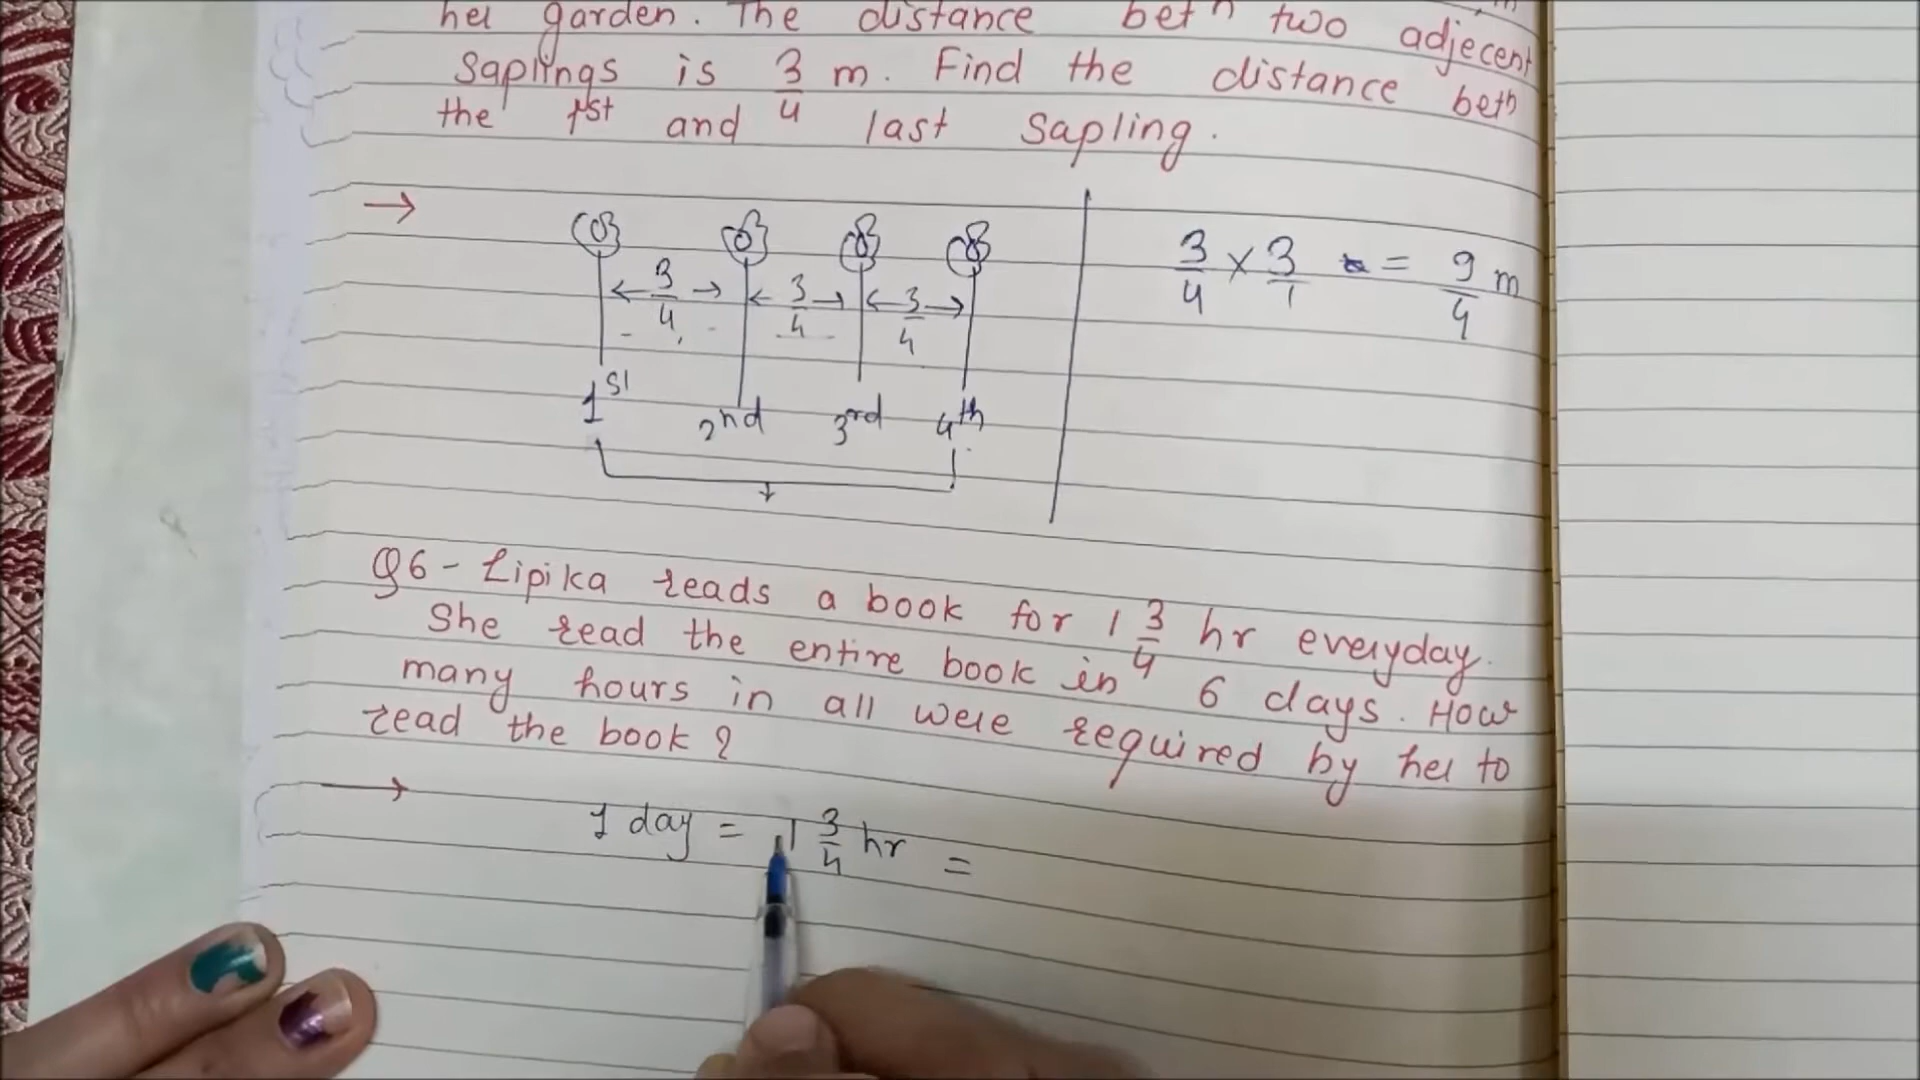 her garden. The distance betn two adjecent
Saplings is 3/4 m. Find the distance betn
the 1st and last Sapling.
→
3/4 3/4 3/4
1st 2nd 3rd 4th
3/4 × 3/1 = 9/4 m
Q6 - Lipika reads a book for 1 3/4 hr everyday.
She read the entire book in 6 days. How
many hours in all were required by her to
read the book?
→
1 day = 1 3/4 hr =